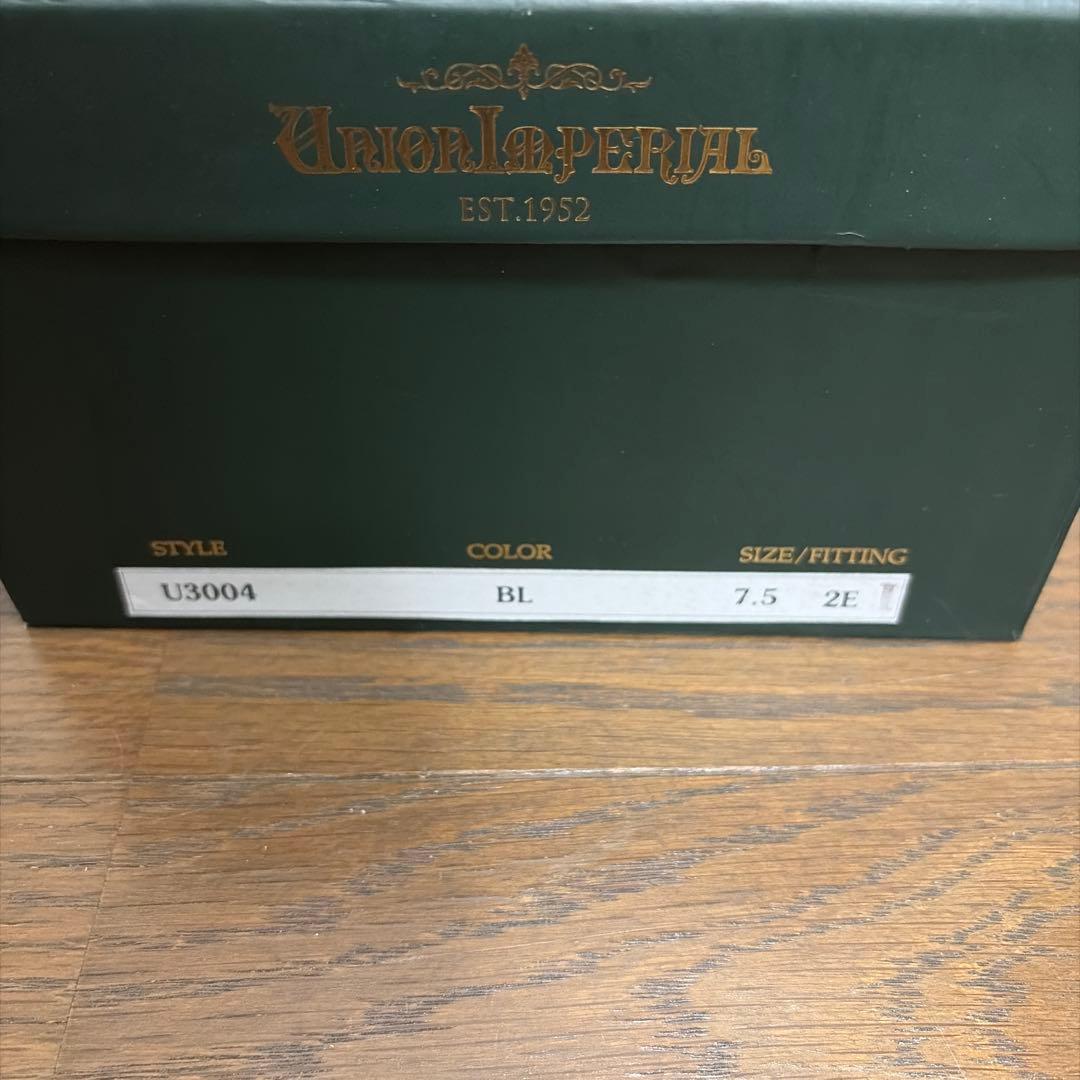 UNIONIMPERIAL
EST.1952
STYLE COLOR SIZE/FITTING
U3004 BL 7.5 2E